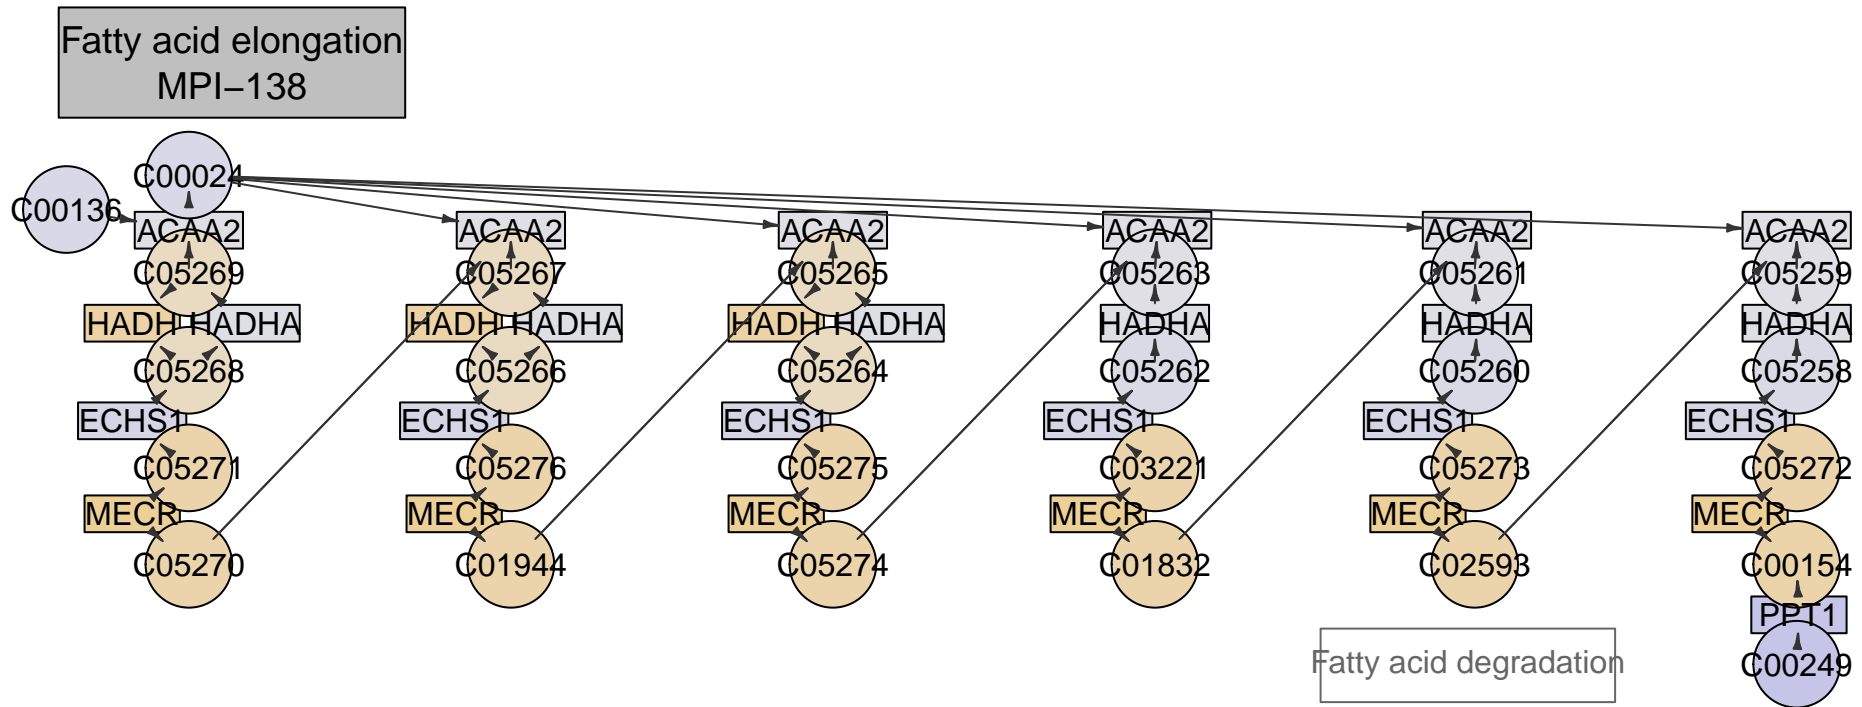 Fatty acid elongation
MPI−138
C00024
C00136
ACAA2 ACAA2 ACAA2 ACAA2 ACAA2 ACAA2
C05269 C05267 C05265 C05263 C05261 C05259
HADH HADHA HADH HADHA HADH HADHA HADHA HADHA HADHA
C05268 C05266 C05264 C05262 C05260 C05258
ECHS1 ECHS1 ECHS1 ECHS1 ECHS1 ECHS1
C05271 C05276 C05275 C03221 C05273 C05272
MECR MECR MECR MECR MECR MECR
C05270 C01944 C05274 C01832 C02593 C00154
PPT1
Fatty acid degradation
C00249